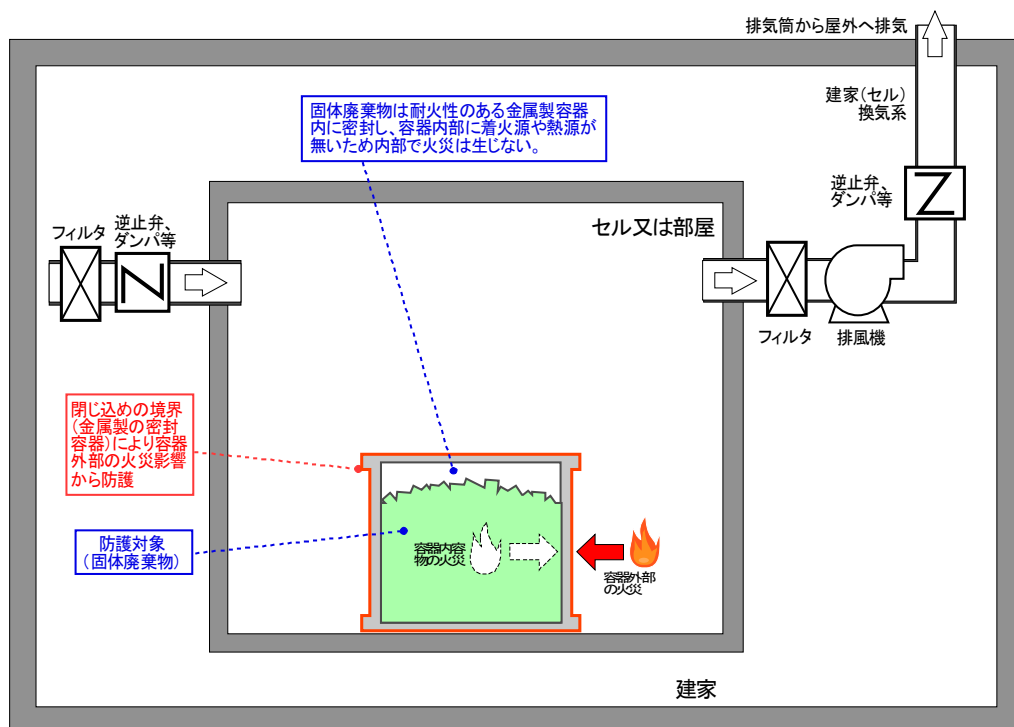 排気筒から屋外へ排気
建家(セル)
換気系
固体廃棄物は耐火性のある金属製容器
内に密封し、容器内部に着火源や熱源が
無いため内部で火災は生じない。
逆止弁、
ダンパ等
フィルタ
逆止弁、
ダンパ等
セル又は部屋
フィルタ
排風機
閉じ込めの境界
(金属製の密封
容器)により容器
外部の火災影響
から防護
防護対象
(固体廃棄物)
容器内容
物の火災
容器外部
の火災
建家